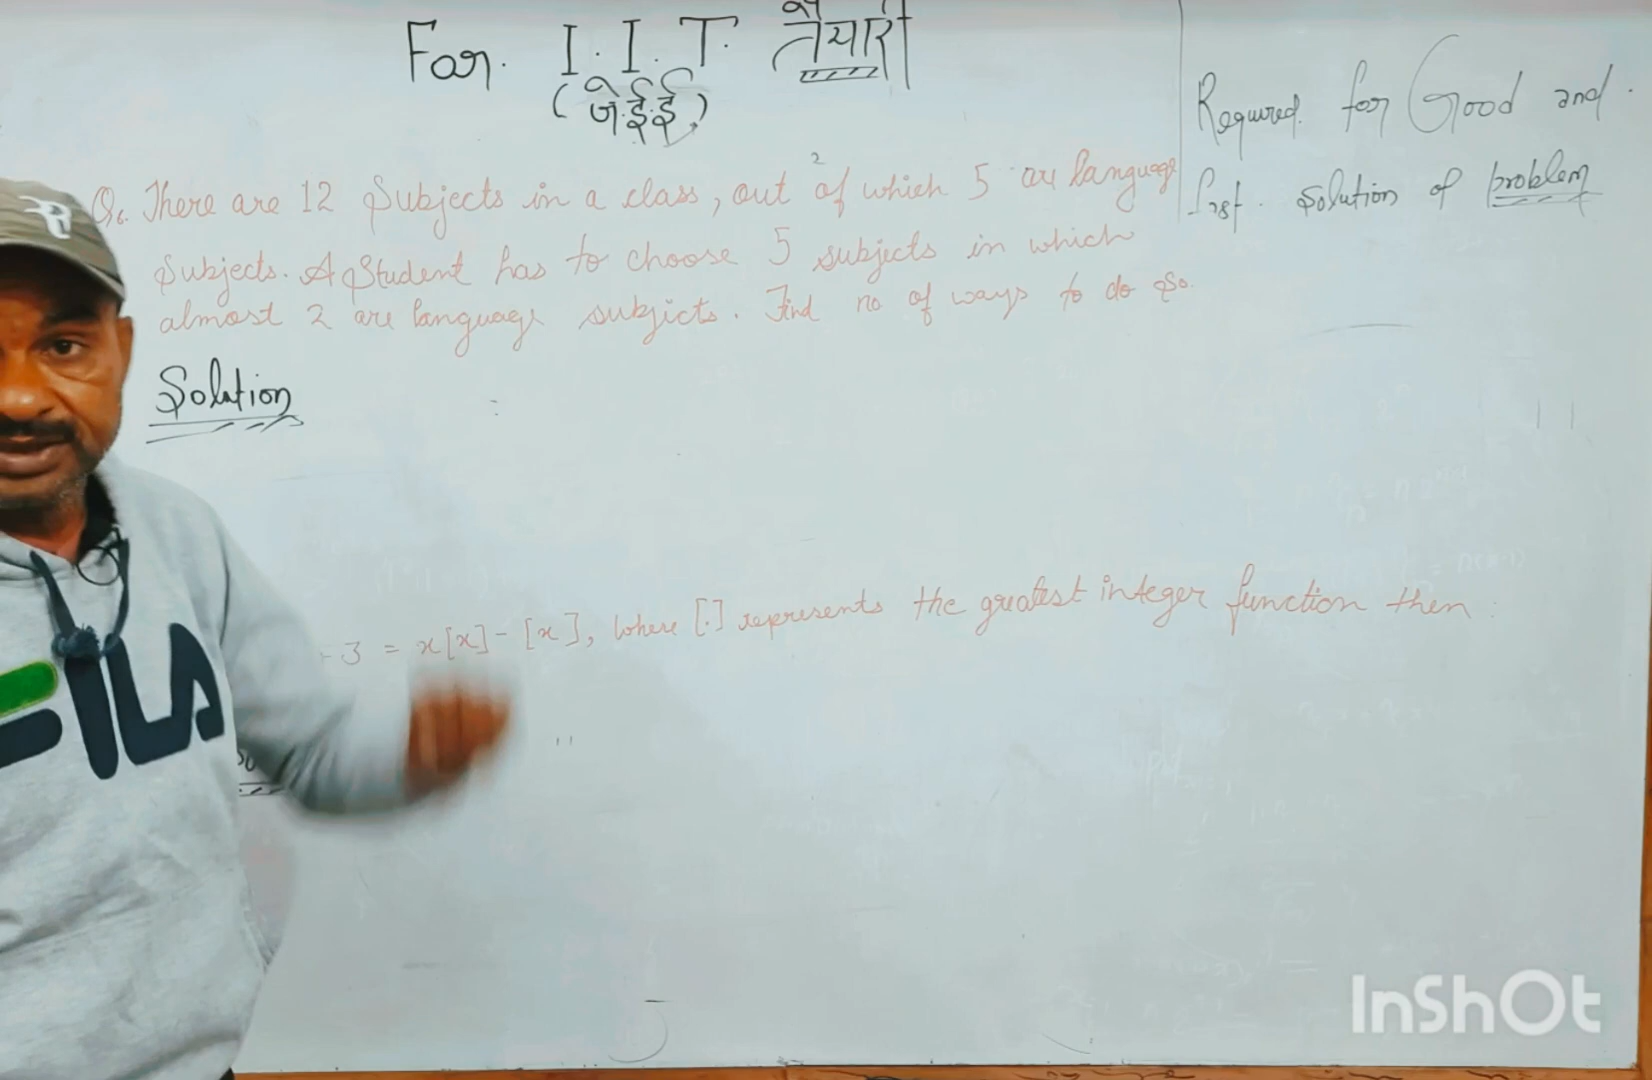 For. I.I.T. तैयारी
(जे.ईई.)
Required for Good and.
fast. solution of problem
Q6. There are 12 subjects in a class, out of which 5 are language
2
subjects. A student has to choose 5 subjects in which
almost 2 are language subjects. Find no of ways to do so.
Solution
-3 = x[x] - [x], where [.] represents the greatest integer function then :
FILA
InShOt